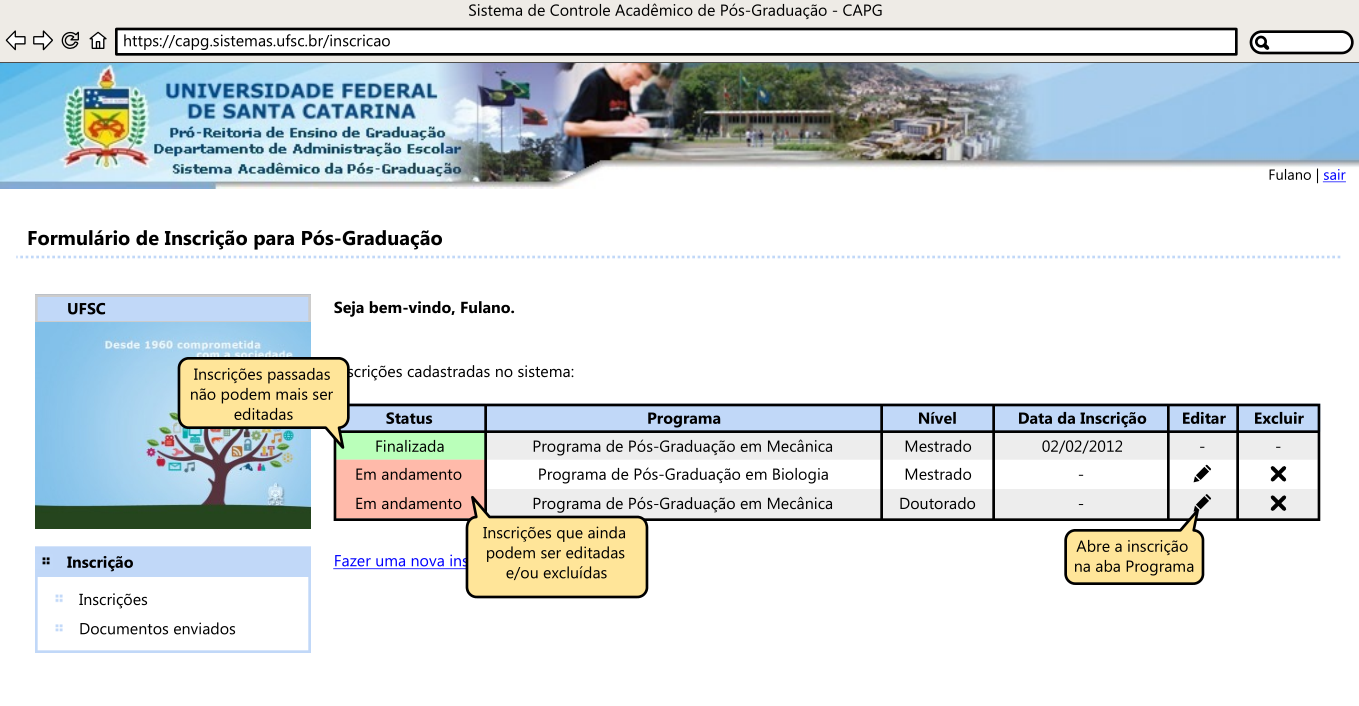 Sistema de Controle Acadêmico de Pós-Graduação - CAPG
https://capg.sistemas.ufsc.br/inscricao
UNIVERSIDADE FEDERAL
DE SANTA CATARINA
Pró-Reitoria de Ensino de Graduação
Departamento de Administração Escolar
Sistema Acadêmico da Pós-Graduação
Fulano | sair
Formulário de Inscrição para Pós-Graduação
UFSC
Desde 1960 comprometida
com a sociedade
Inscrição
Inscrições
Documentos enviados
Seja bem-vindo, Fulano.
scrições cadastradas no sistema:
Inscrições passadas
não podem mais ser
editadas
Status Programa Nível Data da Inscrição Editar Excluir
Finalizada Programa de Pós-Graduação em Mecânica Mestrado 02/02/2012 - -
Em andamento Programa de Pós-Graduação em Biologia Mestrado -
Em andamento Programa de Pós-Graduação em Mecânica Doutorado -
Fazer uma nova ins
Inscrições que ainda
podem ser editadas
e/ou excluídas
Abre a inscrição
na aba Programa